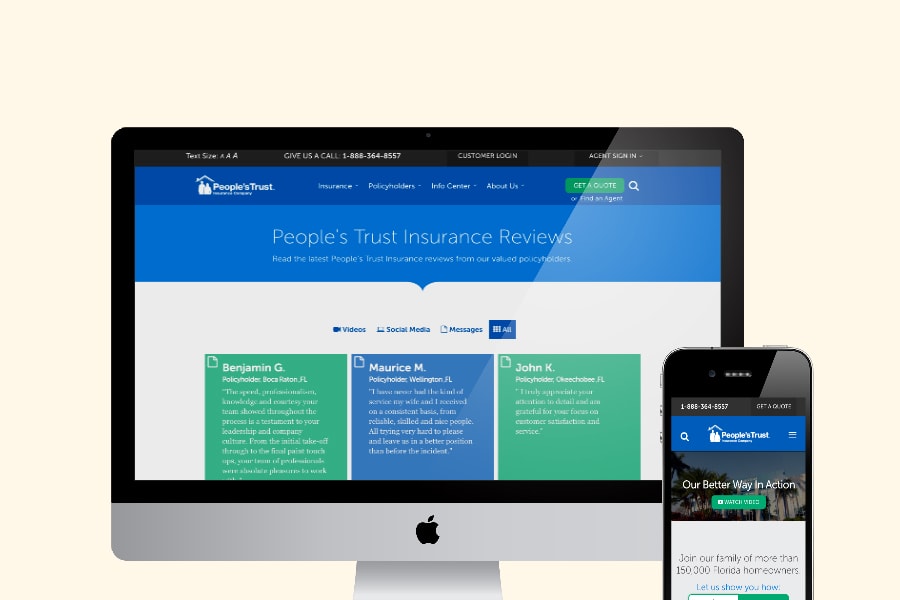 Text Size: A A A
GIVE US A CALL: 1-888-364-8557
CUSTOMER LOGIN
AGENT SIGN IN
People's Trust
Insurance Company
Insurance
Policyholders
Info Center
About Us
GET A QUOTE
or Find an Agent
People's Trust Insurance Reviews
Read the latest People's Trust Insurance reviews from our valued policyholders.
Videos
Social Media
Messages
All
Benjamin G.
Policyholder, Boca Raton ,FL
"The speed, professionalism,
knowledge and courtesy your
team showed throughout the
process is a testament to your
leadership and company
culture. From the initial take-off
through to the final paint touch
ups, your team of professionals
were absolute pleasures to work
Maurice M.
Policyholder, Wellington ,FL
"I have never had the kind of
service my wife and I received
on a consistent basis, from
reliable, skilled and nice people.
All trying very hard to please
and leave us in a better position
than before the incident."
John K.
Policyholder, Okeechobee ,FL
" I truly appreciate your
attention to detail and am
grateful for your focus on
customer satisfaction and
service."
1-888-364-8557
GET A QUOTE
People's Trust
Insurance Company
Our Better Way In Action
WATCH VIDEO
Join our family of more than
150,000 Florida homeowners.
Let us show you how: